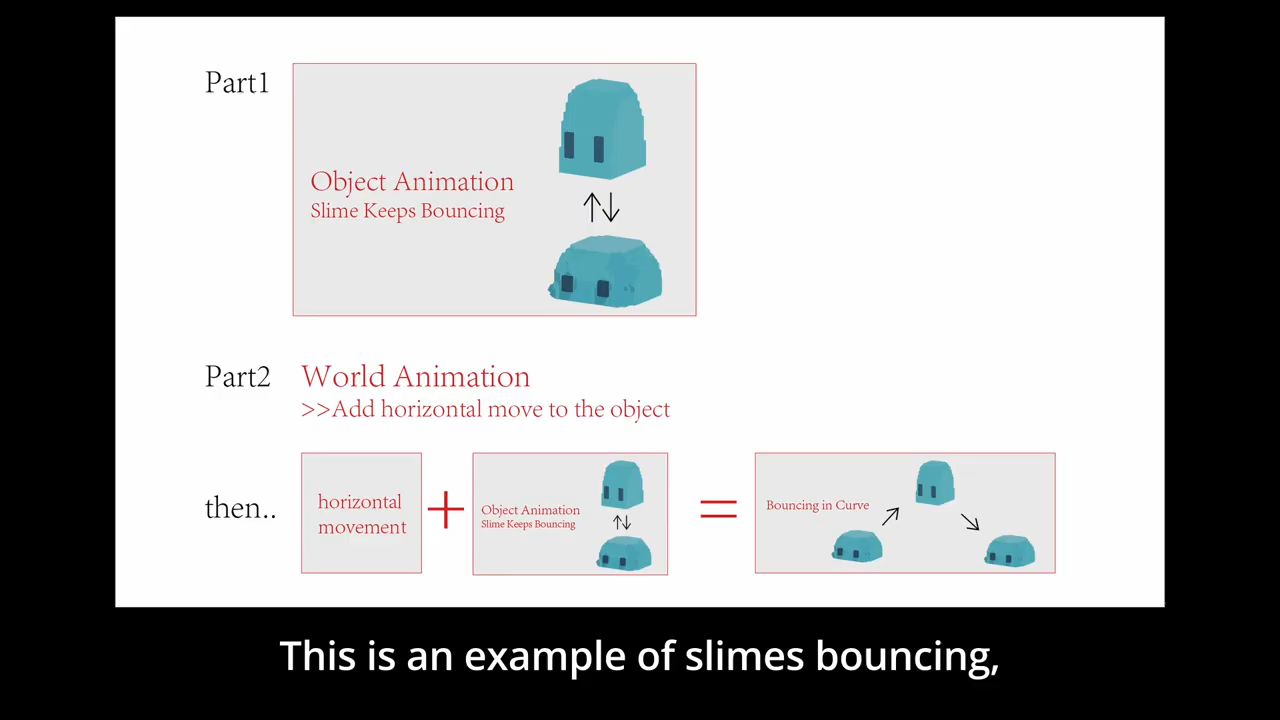 Part1
Object Animation
Slime Keeps Bouncing
Part2
World Animation
>>Add horizontal move to the object
then..
horizontal
movement
+
Object Animation
Slime Keeps Bouncing
=
Bouncing in Curve
This is an example of slimes bouncing,